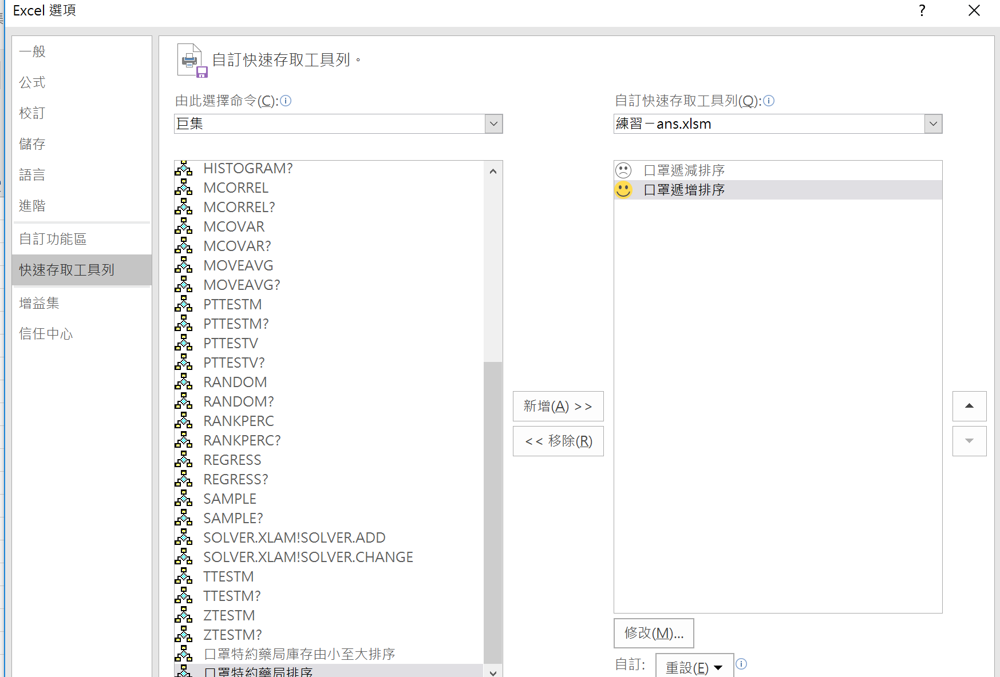 Excel 選項
?
一般
公式
校訂
儲存
語言
進階
自訂功能區
快速存取工具列
增益集
信任中心
自訂快速存取工具列。
由此選擇命令(C):
巨集
HISTOGRAM?
MCORREL
MCORREL?
MCOVAR
MCOVAR?
MOVEAVG
MOVEAVG?
PTTESTM
PTTESTM?
PTTESTV
PTTESTV?
RANDOM
RANDOM?
RANKPERC
RANKPERC?
REGRESS
REGRESS?
SAMPLE
SAMPLE?
SOLVER.XLAM!SOLVER.ADD
SOLVER.XLAM!SOLVER.CHANGE
TTESTM
TTESTM?
ZTESTM
ZTESTM?
口罩特約藥局庫存由小至大排序
口罩特約藥局排序
新增(A) >>
<< 移除(R)
自訂快速存取工具列(Q):
練習－ans.xlsm
口罩遞減排序
口罩遞增排序
修改(M)...
自訂:
重設(E)